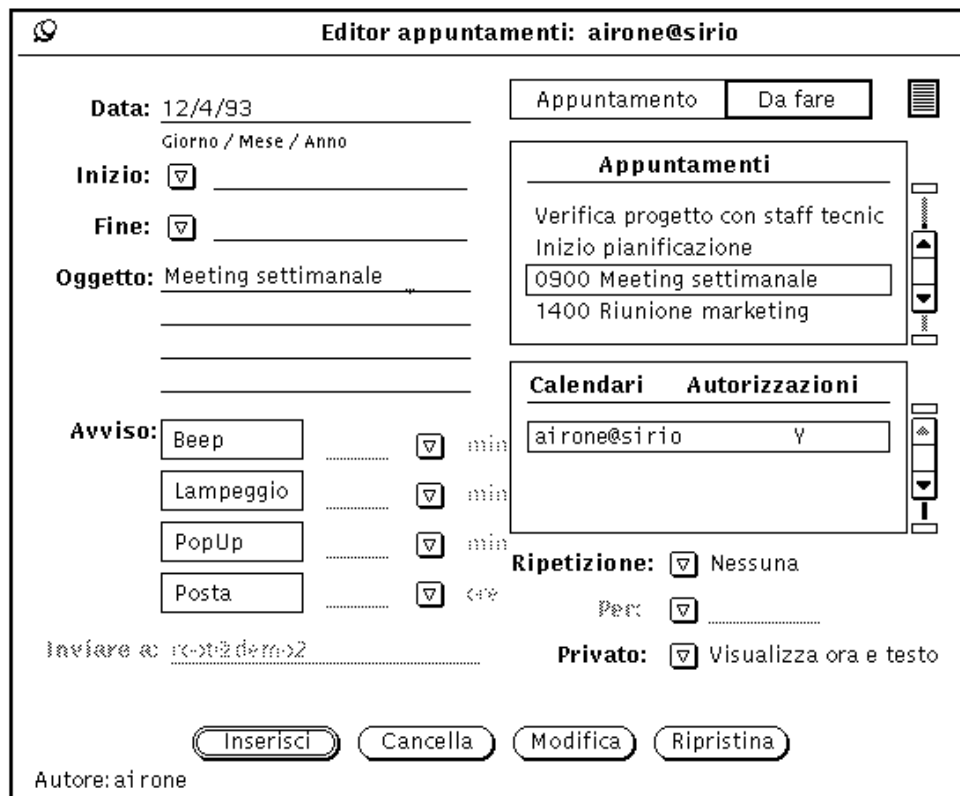 Editor appuntamenti: airone@sirio
Data: 12/4/93
Giorno / Mese / Anno
Inizio:
Fine:
Oggetto: Meeting settimanale
Avviso: Beep min
Lampeggio min
PopUp min
Posta ore
Inviare a: root@demo2
Appuntamento Da fare
Appuntamenti
Verifica progetto con staff tecnic
Inizio pianificazione
0900 Meeting settimanale
1400 Riunione marketing
Calendari Autorizzazioni
airone@sirio Y
Ripetizione: Nessuna
Per:
Privato: Visualizza ora e testo
Inserisci Cancella Modifica Ripristina
Autore: airone